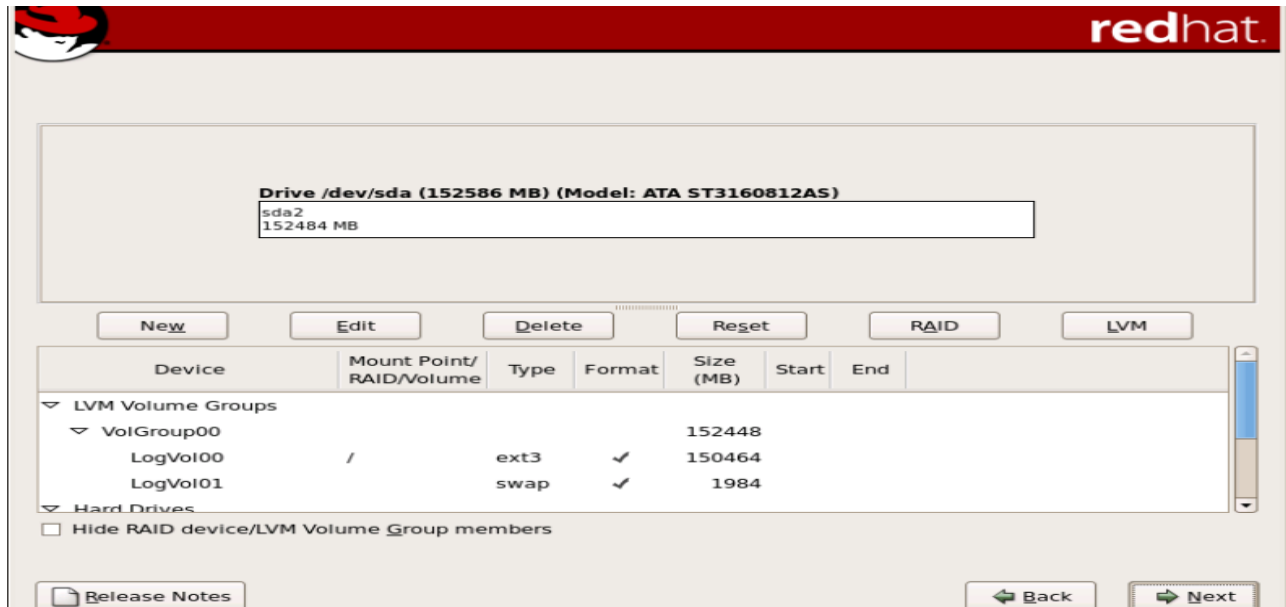 redhat.
Drive /dev/sda (152586 MB) (Model: ATA ST3160812AS)
sda2
152484 MB
New Edit Delete Reset RAID LVM
Device Mount Point/ RAID/Volume Type Format Size (MB) Start End
LVM Volume Groups
VolGroup00 152448
LogVol00 / ext3 150464
LogVol01 swap 1984
Hard Drives
Hide RAID device/LVM Volume Group members
Release Notes Back Next